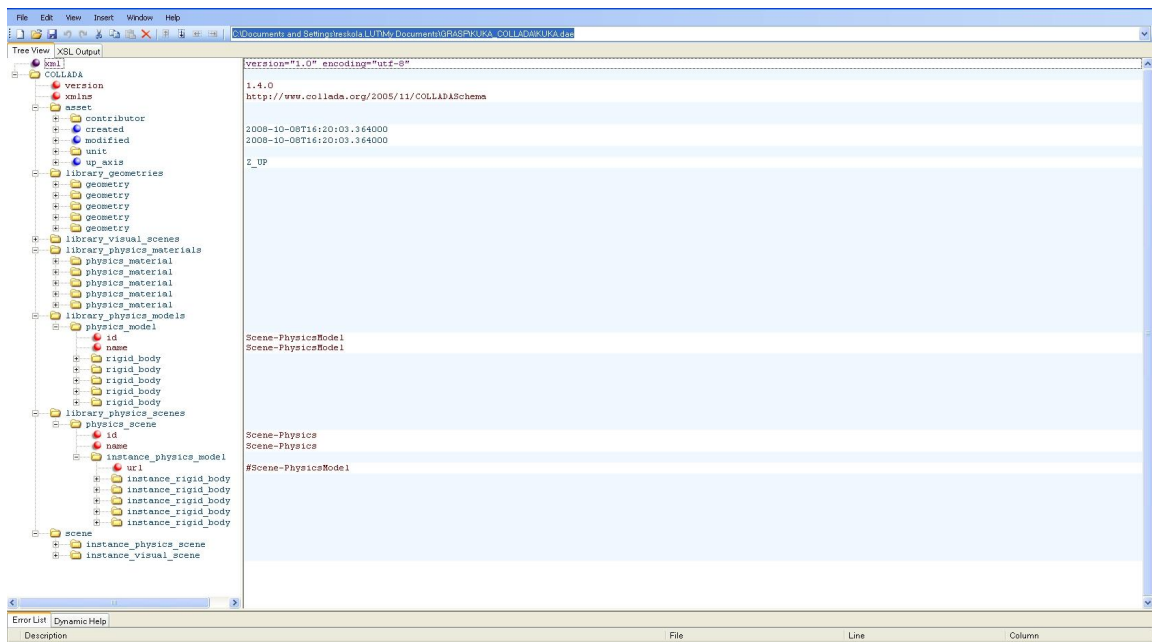 File Edit View Insert Window Help
C:\Documents and Settings\reskola.LUT\My Documents\GRASP\KUKA_COLLADA\KUKA.dae
Tree View XSL Output
xml version="1.0" encoding="utf-8"
COLLADA
version 1.4.0
xmlns http://www.collada.org/2005/11/COLLADASchema
asset
contributor
created 2008-10-08T16:20:03.364000
modified 2008-10-08T16:20:03.364000
unit
up_axis Z_UP
library_geometries
geometry
geometry
geometry
geometry
geometry
library_visual_scenes
library_physics_materials
physics_material
physics_material
physics_material
physics_material
physics_material
library_physics_models
physics_model
id Scene-PhysicsModel
name Scene-PhysicsModel
rigid_body
rigid_body
rigid_body
rigid_body
rigid_body
library_physics_scenes
physics_scene
id Scene-Physics
name Scene-Physics
instance_physics_model
url #Scene-PhysicsModel
instance_rigid_body
instance_rigid_body
instance_rigid_body
instance_rigid_body
instance_rigid_body
scene
instance_physics_scene
instance_visual_scene
Error List Dynamic Help
Description File Line Column